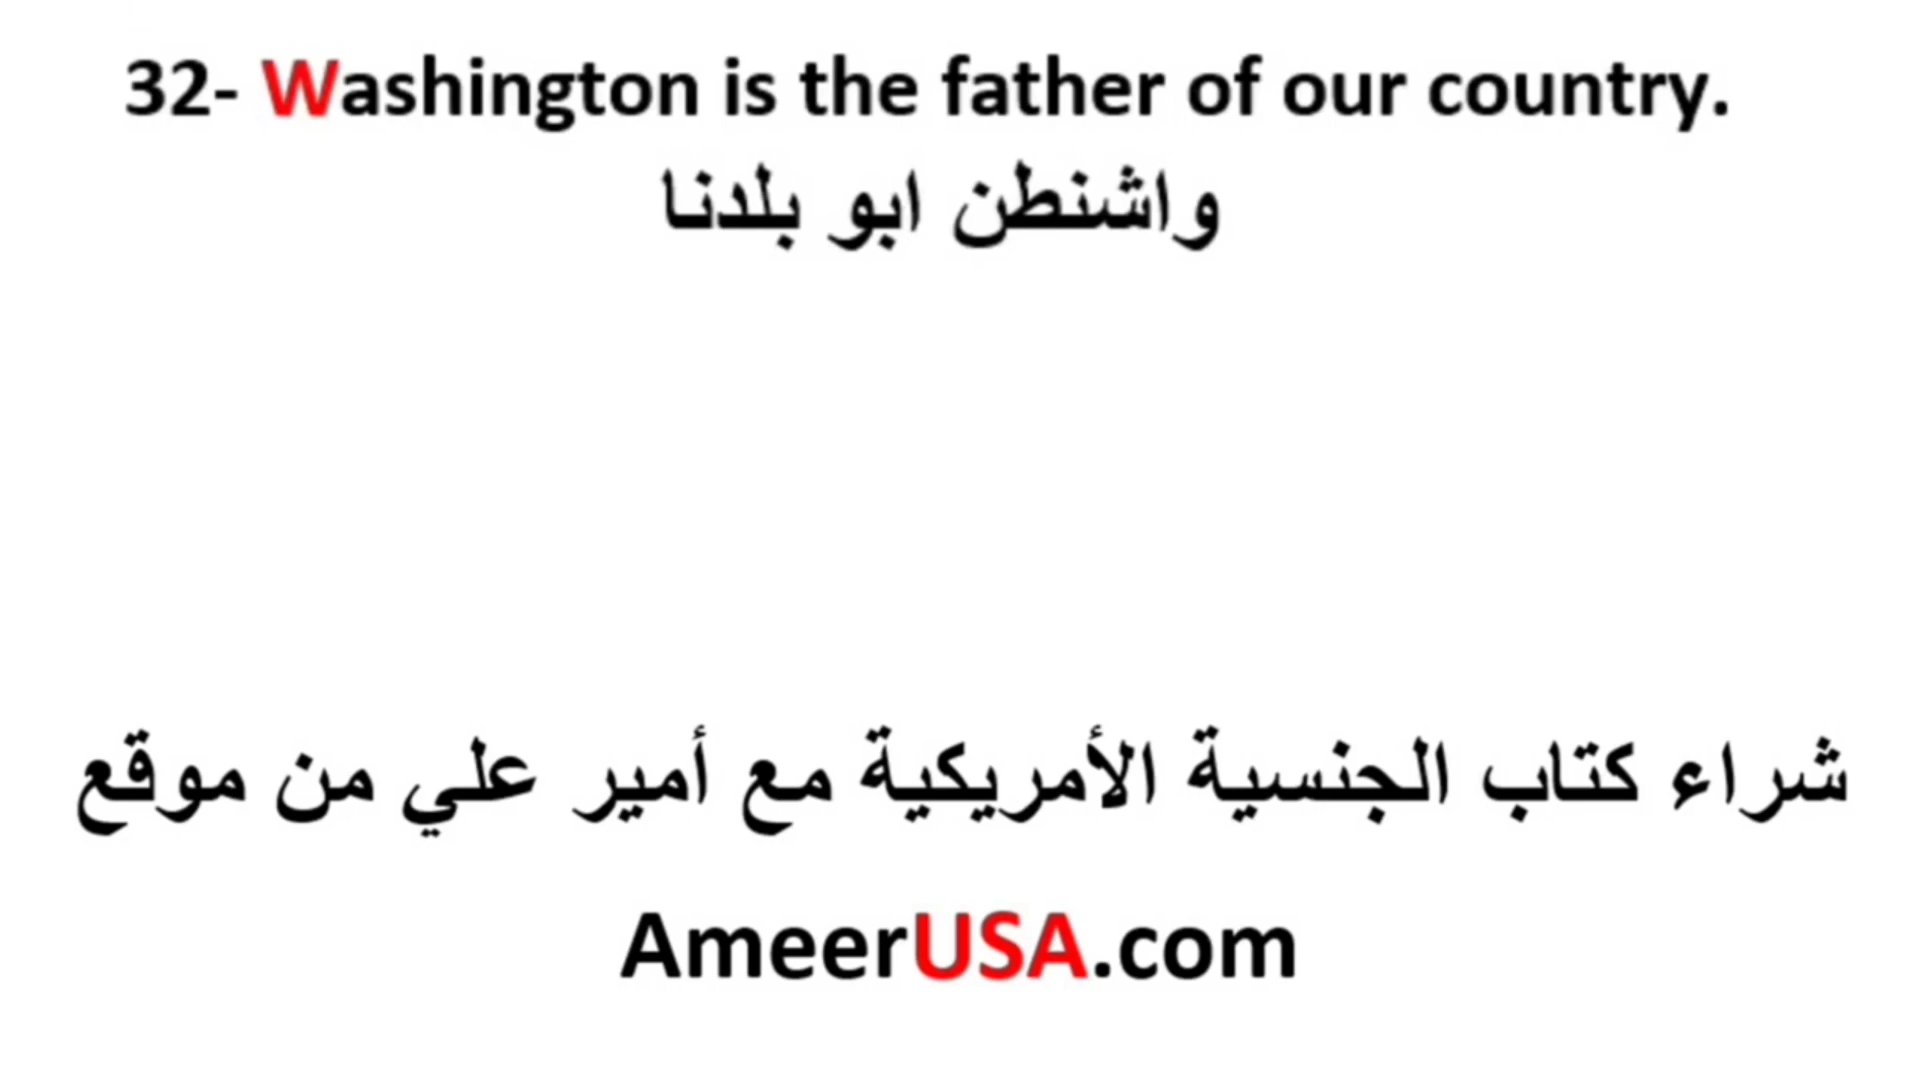 32- Washington is the father of our country.
واشنطن ابو بلدنا
شراء كتاب الجنسية الأمريكية مع أمير علي من موقع
AmeerUSA.com